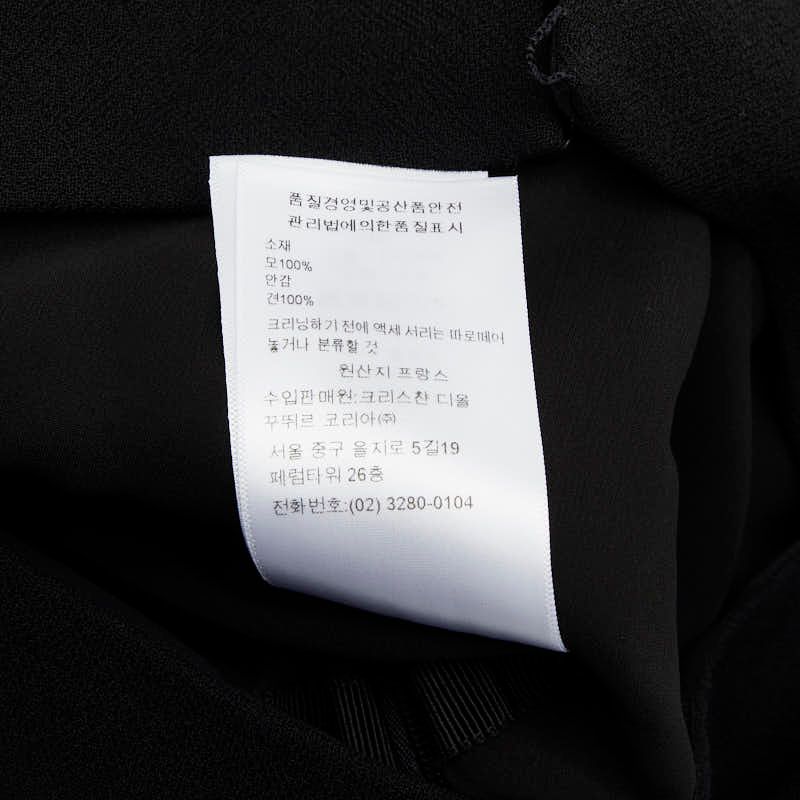 품질경영및공산품안전
관리법에의한품질표시
소재
모100%
안감
견100%
크리닝하기전에 액세 서리는 따로떼어
놓거나 분류할 것
원산지 프랑스
수입판매원:크리스챤 디올
꾸뛰르 코리아㈜
서울 중구 을지로 5길19
페럼타워 26층
전화번호:(02) 3280-0104